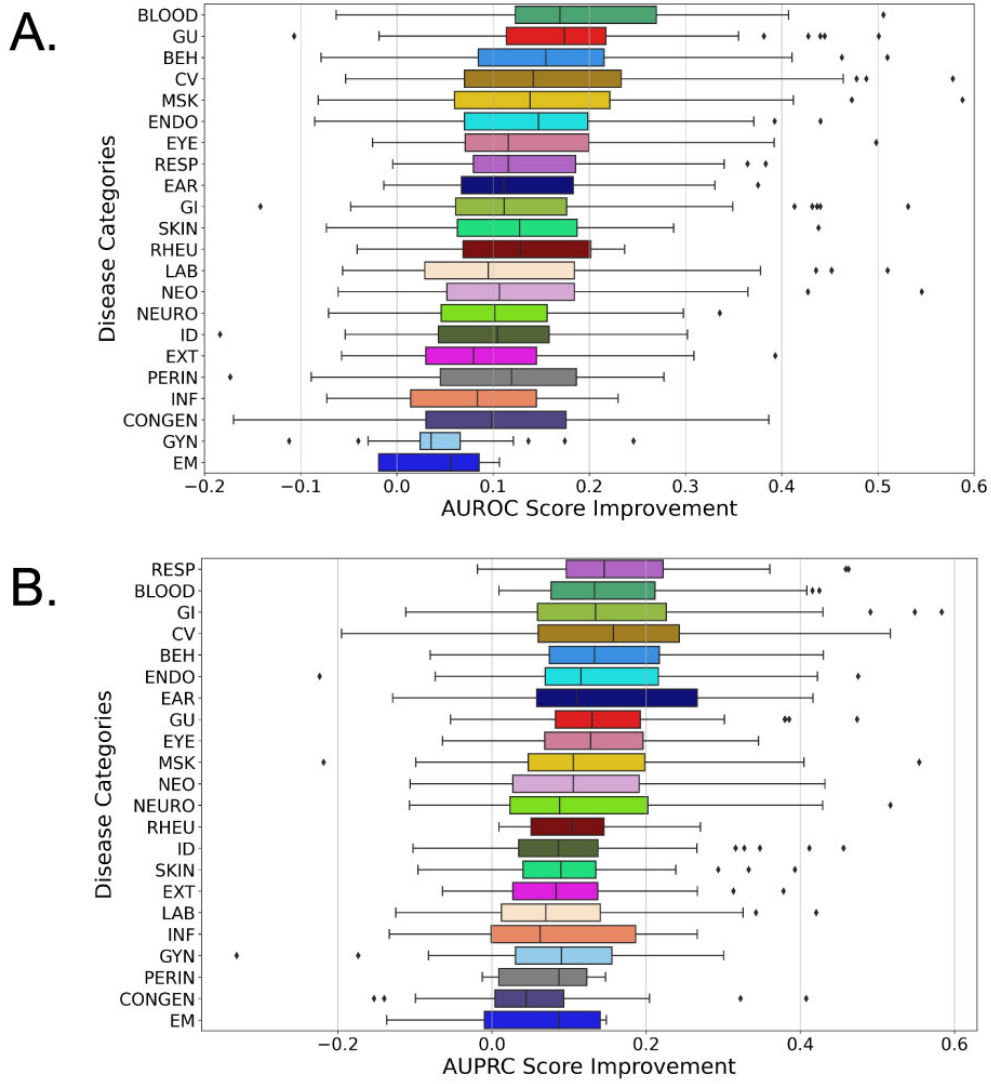 A.
Disease Categories
BLOOD
GU
BEH
CV
MSK
ENDO
EYE
RESP
EAR
GI
SKIN
RHEU
LAB
NEO
NEURO
ID
EXT
PERIN
INF
CONGEN
GYN
EM
−0.2 −0.1 0.0 0.1 0.2 0.3 0.4 0.5 0.6
AUROC Score Improvement
B.
Disease Categories
RESP
BLOOD
GI
CV
BEH
ENDO
EAR
GU
EYE
MSK
NEO
NEURO
RHEU
ID
SKIN
EXT
LAB
INF
GYN
PERIN
CONGEN
EM
−0.2 0.0 0.2 0.4 0.6
AUPRC Score Improvement